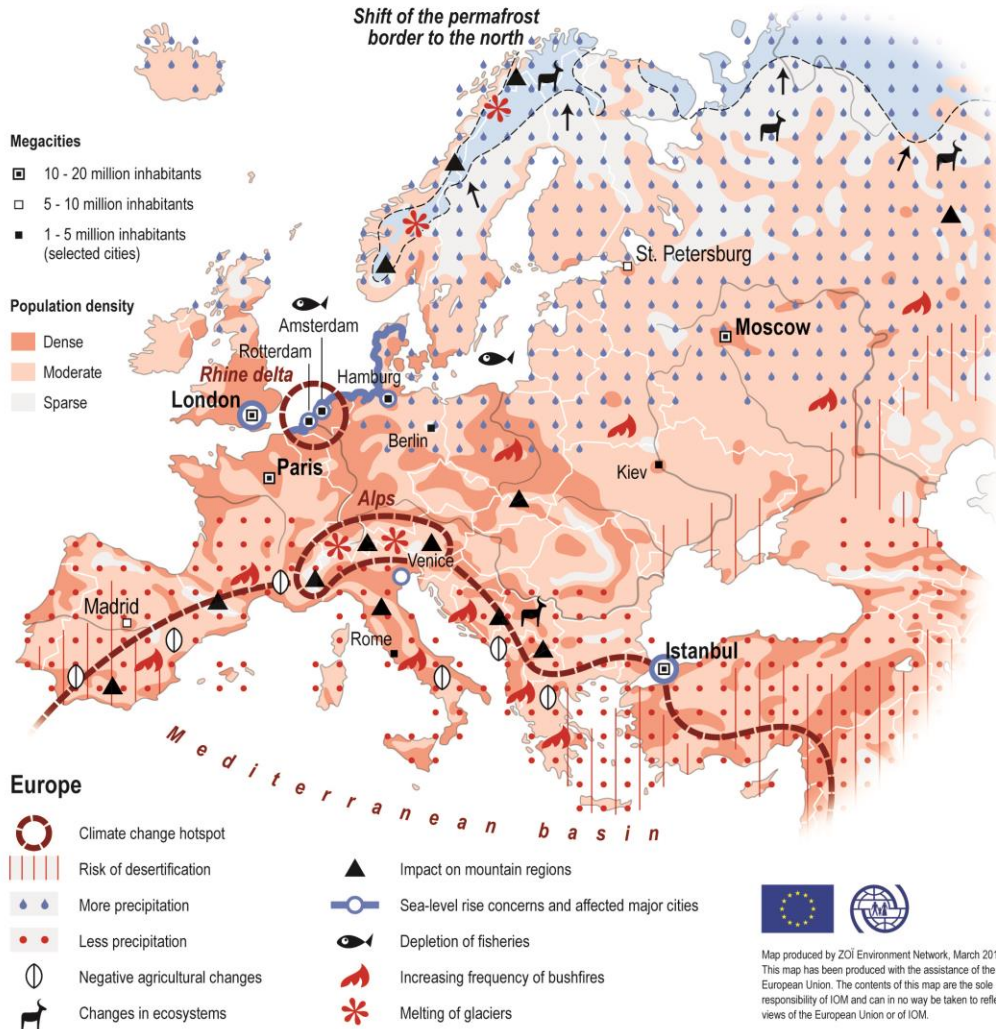 Shift of the permafrost
border to the north
Megacities
10 - 20 million inhabitants
5 - 10 million inhabitants
1 - 5 million inhabitants
(selected cities)
Population density
Dense
Moderate
Sparse
St. Petersburg
Moscow
Amsterdam
Rotterdam
Rhine delta
Hamburg
London
Berlin
Kiev
Paris
Alps
Venice
Madrid
Rome
Istanbul
Mediterranean basin
Europe
Climate change hotspot
Risk of desertification
More precipitation
Less precipitation
Negative agricultural changes
Changes in ecosystems
Impact on mountain regions
Sea-level rise concerns and affected major cities
Depletion of fisheries
Increasing frequency of bushfires
Melting of glaciers
Map produced by ZOÏ Environment Network, March 201
This map has been produced with the assistance of the
European Union. The contents of this map are the sole
responsibility of IOM and can in no way be taken to refle
views of the European Union or of IOM.